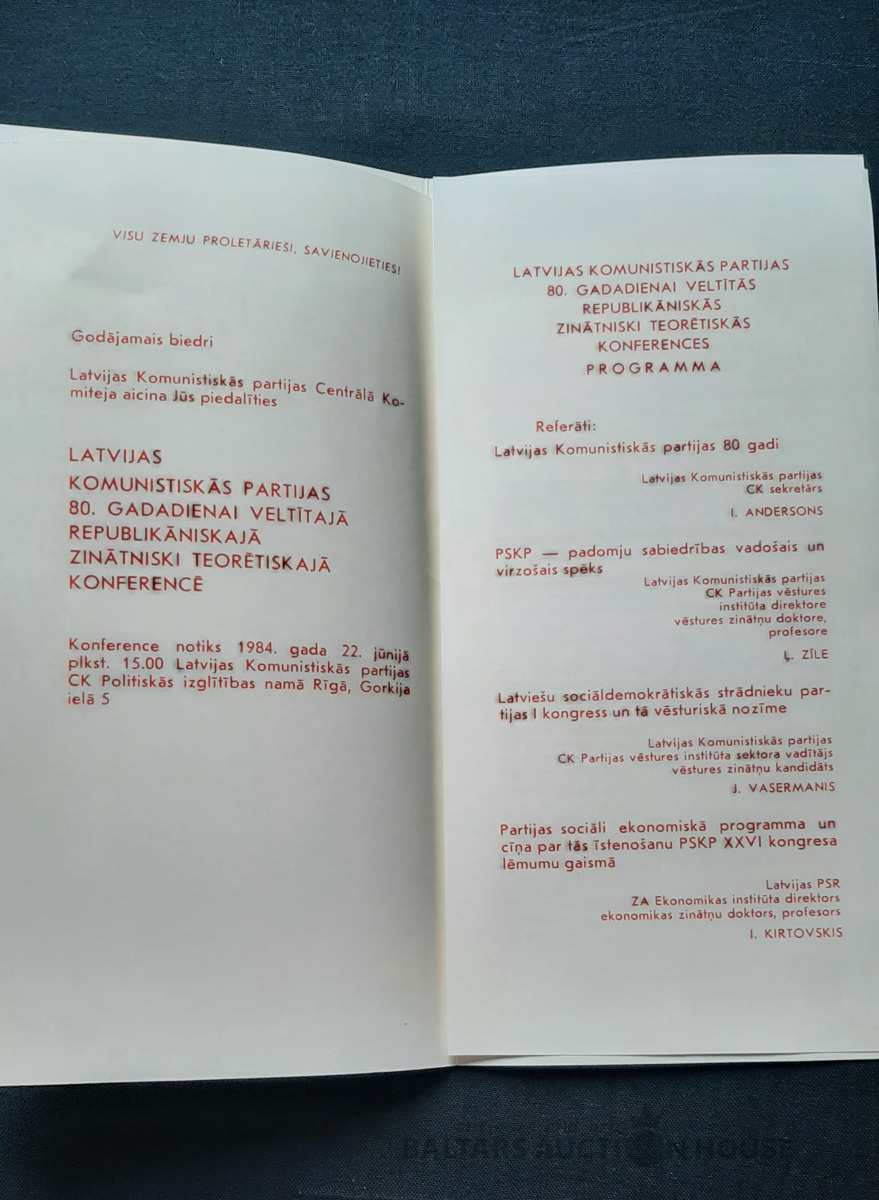 VISU ZEMJU PROLETĀRIEŠI, SAVIENOJIETIES!
Godājamais biedri
Latvijas Komunistiskās partijas Centrālā Ko-
miteja aicina Jūs piedalīties
LATVIJAS
KOMUNISTISKĀS PARTIJAS
80. GADADIENAI VELTĪTAJĀ
REPUBLIKĀNISKAJĀ
ZINĀTNISKI TEORĒTISKAJĀ
KONFERENCĒ
Konference notiks 1984. gada 22. jūnijā
plkst. 15.00 Latvijas Komunistiskās partijas
CK Politiskās izglītības namā Rīgā, Gorkija
ielā 5
LATVIJAS KOMUNISTISKĀS PARTIJAS
80. GADADIENAI VELTĪTĀS
REPUBLIKĀNISKĀS
ZINĀTNISKI TEORĒTISKĀS
KONFERENCES
PROGRAMMA
Referāti:
Latvijas Komunistiskās partijas 80 gadi
Latvijas Komunistiskās partijas
CK sekretārs
I. ANDERSONS
PSKP — padomju sabiedrības vadošais un
virzošais spēks
Latvijas Komunistiskās partijas
CK Partijas vēstures
institūta direktore
vēstures zinātņu doktore,
profesore
Ļ. ZĪLE
Latviešu sociāldemokrātiskās strādnieku par-
tijas I kongress un tā vēsturiskā nozīme
Latvijas Komunistiskās partijas
CK Partijas vēstures institūta sektora vadītājs
vēstures zinātņu kandidāts
J. VASERMANIS
Partijas sociāli ekonomiskā programma un
cīņa par tās īstenošanu PSKP XXVI kongresa
lēmumu gaismā
Latvijas PSR
ZA Ekonomikas institūta direktors
ekonomikas zinātņu doktors, profesors
I. KIRTOVSKIS
BALTARS AUCTION HOUSE